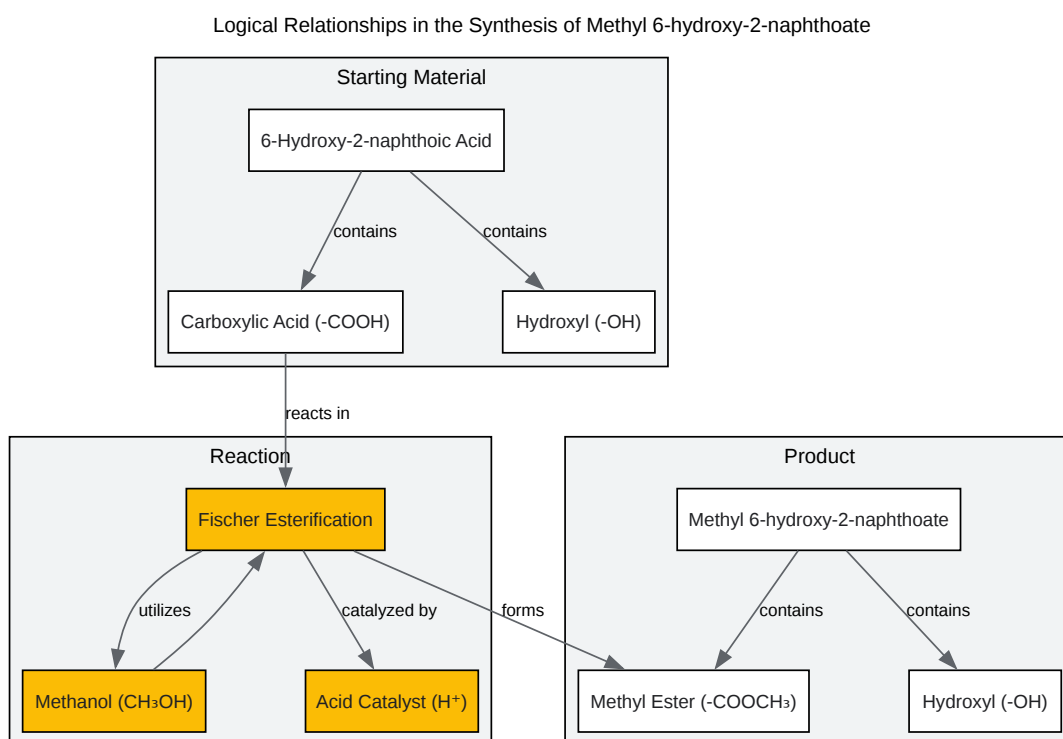 Logical Relationships in the Synthesis of Methyl 6-hydroxy-2-naphthoate
Starting Material
6-Hydroxy-2-naphthoic Acid
contains
contains
Carboxylic Acid (-COOH)
Hydroxyl (-OH)
reacts in
Reaction
Product
Fischer Esterification
Methyl 6-hydroxy-2-naphthoate
utilizes
catalyzed by
forms
contains
contains
Methanol (CH₃OH)
Acid Catalyst (H⁺)
Methyl Ester (-COOCH₃)
Hydroxyl (-OH)